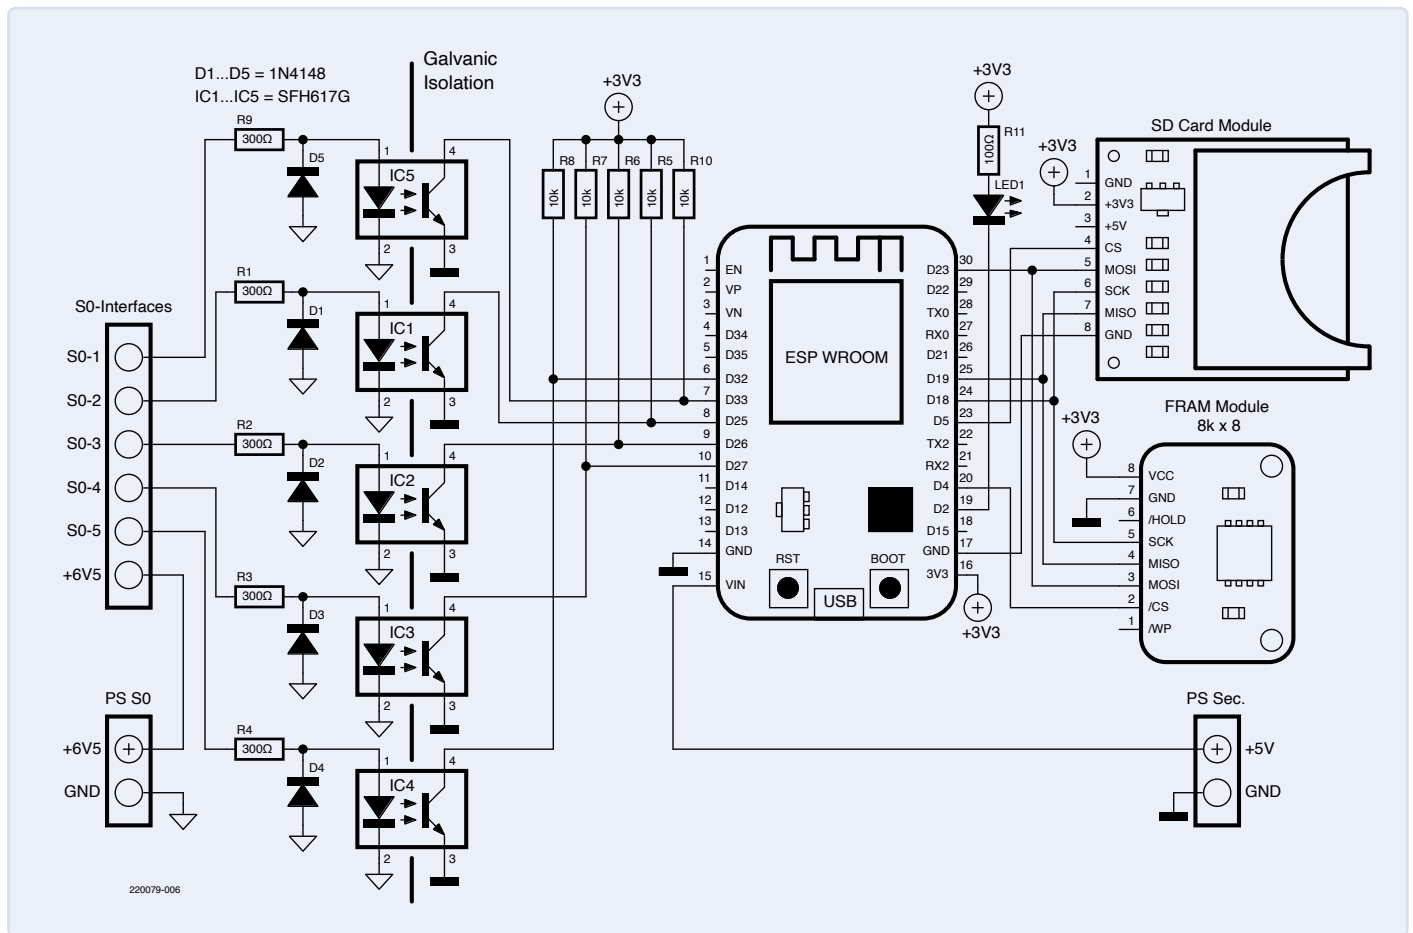 D1...D5 = 1N4148
IC1...IC5 = SFH617G
Galvanic
Isolation
R9
300Ω
D5
1
4
IC5
2
3
R1
300Ω
D1
1
4
IC1
2
3
R2
300Ω
D2
1
4
IC2
2
3
R3
300Ω
D3
1
4
IC3
2
3
R4
300Ω
D4
1
4
IC4
2
3
S0-Interfaces
S0-1
S0-2
S0-3
S0-4
S0-5
+6V5
PS S0
+6V5
GND
220079-006
+3V3
R8
R7
R6
R5
R10
10k
10k
10k
10k
10k
ESP WROOM
1 EN
2 VP
3 VN
4 D34
5 D35
6 D32
7 D33
8 D25
9 D26
10 D27
11 D14
12 D12
13 D13
14 GND
15 VIN
D23 30
D22 29
TX0 28
RX0 27
D21 26
D19 25
D18 24
D5 23
TX2 22
RX2 21
D4 20
D2 19
D15 18
GND 17
3V3 16
RST
BOOT
USB
+3V3
+3V3
R11
100Ω
LED1
SD Card Module
+3V3
1 GND
2 +3V3
3 +5V
4 CS
5 MOSI
6 SCK
7 MISO
8 GND
FRAM Module
8k x 8
+3V3
8 VCC
7 GND
6 /HOLD
5 SCK
4 MISO
3 MOSI
2 /CS
1 /WP
PS Sec.
+5V
GND